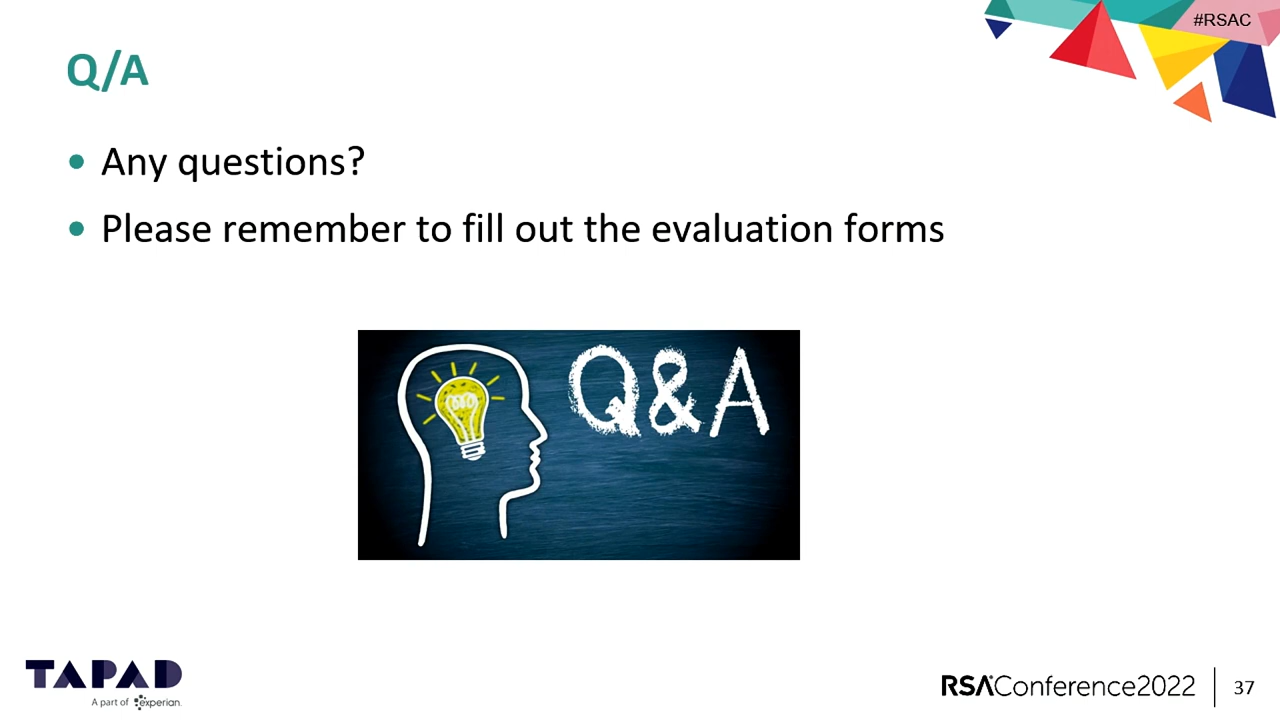 #RSAC
Q/A
Any questions?
Please remember to fill out the evaluation forms
Q&A
TAPAD
A part of experian.
RSAConference2022
37